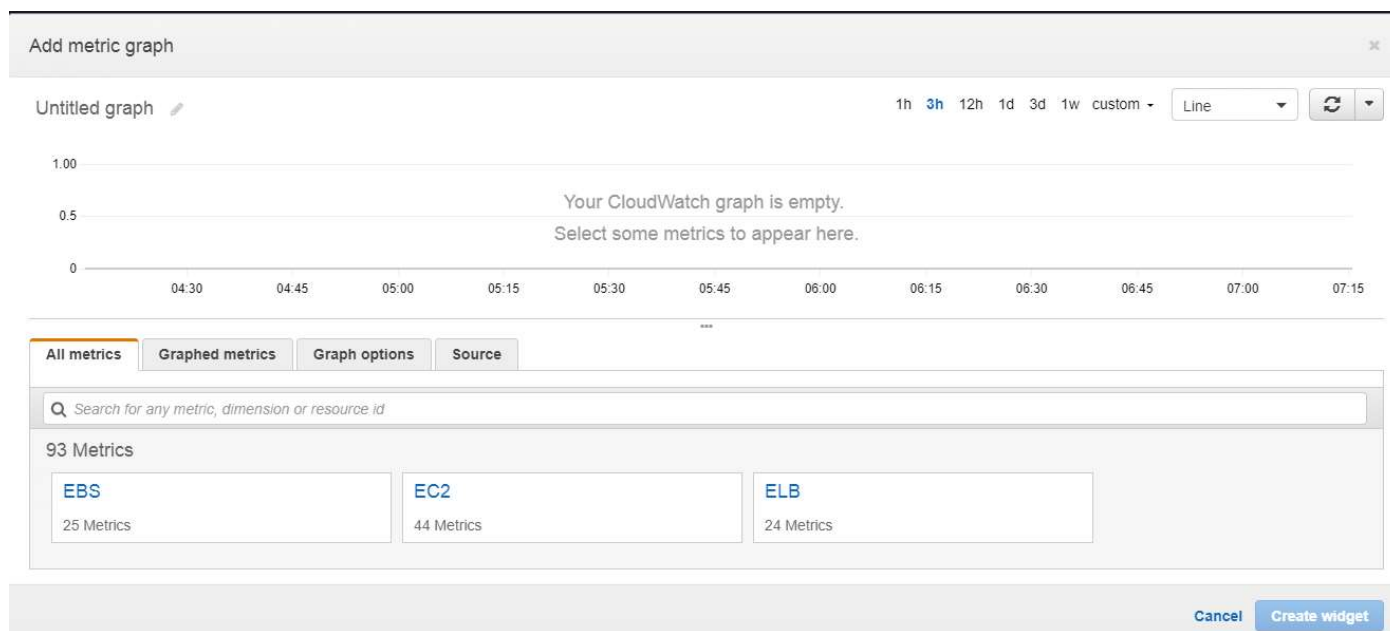 Add metric graph
Untitled graph
1h 3h 12h 1d 3d 1w custom
Line
1.00
Your CloudWatch graph is empty.
0.5
Select some metrics to appear here.
0
04:30 04:45 05:00 05:15 05:30 05:45 06:00 06:15 06:30 06:45 07:00 07:15
All metrics Graphed metrics Graph options Source
Search for any metric, dimension or resource id
93 Metrics
EBS EC2 ELB
25 Metrics 44 Metrics 24 Metrics
Cancel Create widget